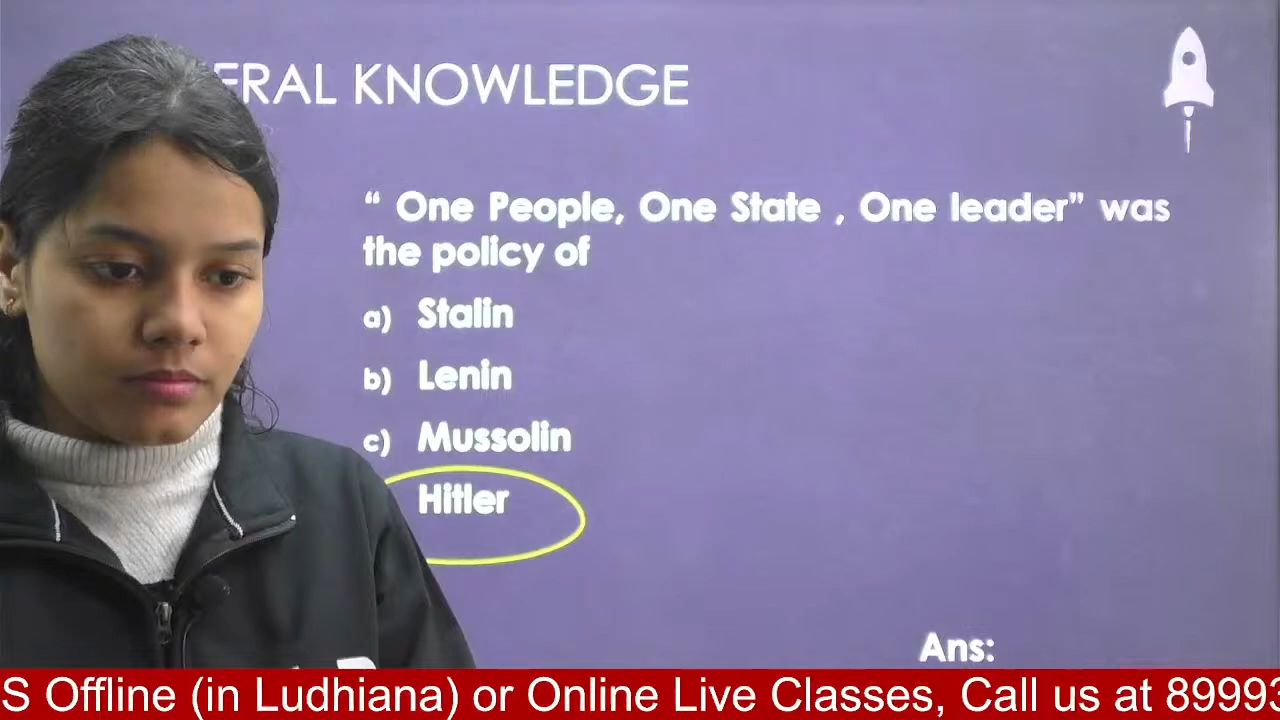 ERAL KNOWLEDGE
“ One People, One State , One leader” was
the policy of
a) Stalin
b) Lenin
c) Mussolin
Hitler
Ans:
S Offline (in Ludhiana) or Online Live Classes, Call us at 89993